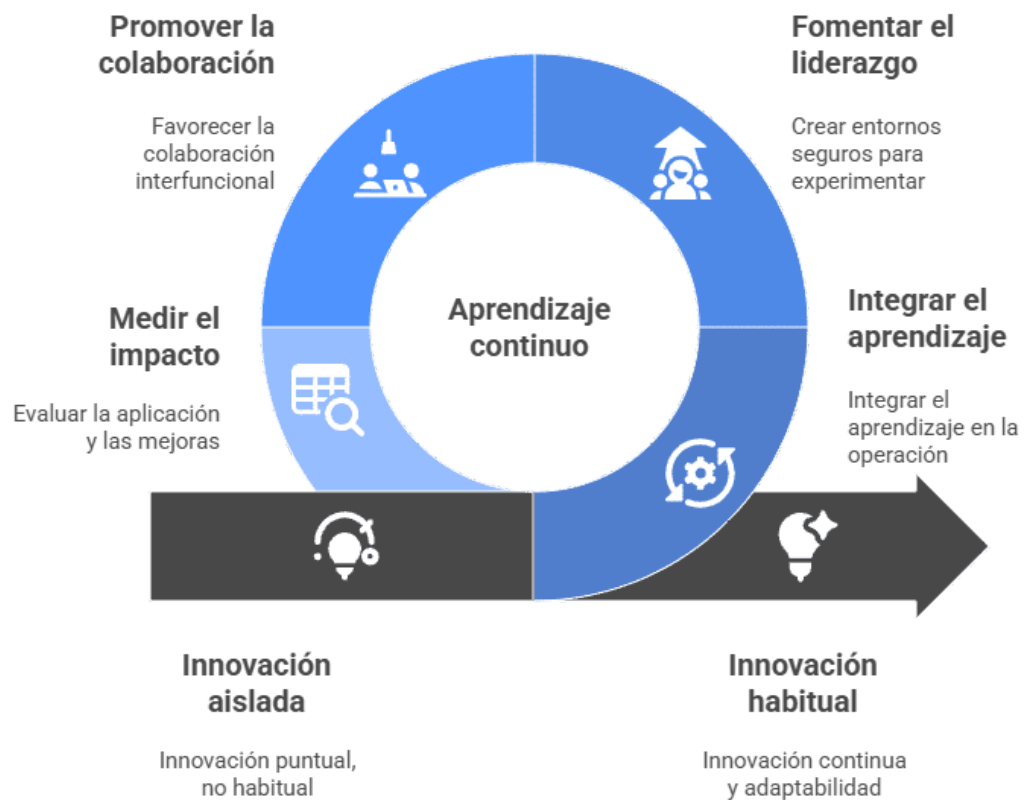 Promover la
colaboración
Favorecer la
colaboración
interfuncional
Fomentar el
liderazgo
Crear entornos
seguros para
experimentar
Medir el
impacto
Evaluar la aplicación
y las mejoras
Aprendizaje
continuo
Integrar el
aprendizaje
Integrar el
aprendizaje en la
operación
Innovación
aislada
Innovación puntual,
no habitual
Innovación
habitual
Innovación continua
y adaptabilidad